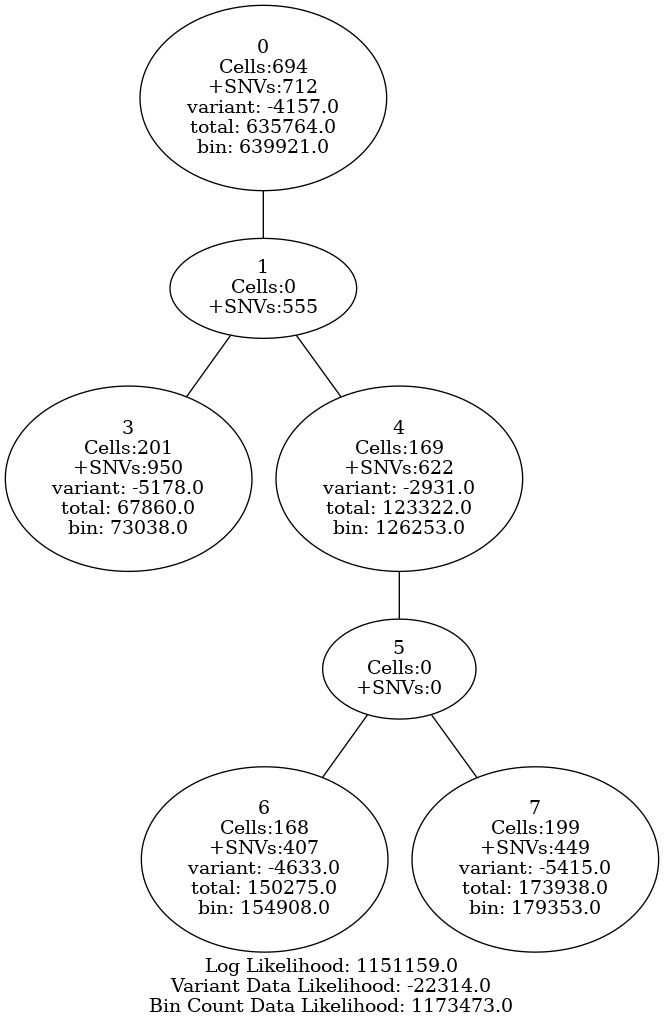 0
Cells:694
+SNVs:712
variant: -4157.0
total: 635764.0
bin: 639921.0
1
Cells:0
+SNVs:555
3
Cells:201
+SNVs:950
variant: -5178.0
total: 67860.0
bin: 73038.0
4
Cells:169
+SNVs:622
variant: -2931.0
total: 123322.0
bin: 126253.0
5
Cells:0
+SNVs:0
6
Cells:168
+SNVs:407
variant: -4633.0
total: 150275.0
bin: 154908.0
7
Cells:199
+SNVs:449
variant: -5415.0
total: 173938.0
bin: 179353.0
Log Likelihood: 1151159.0
Variant Data Likelihood: -22314.0
Bin Count Data Likelihood: 1173473.0